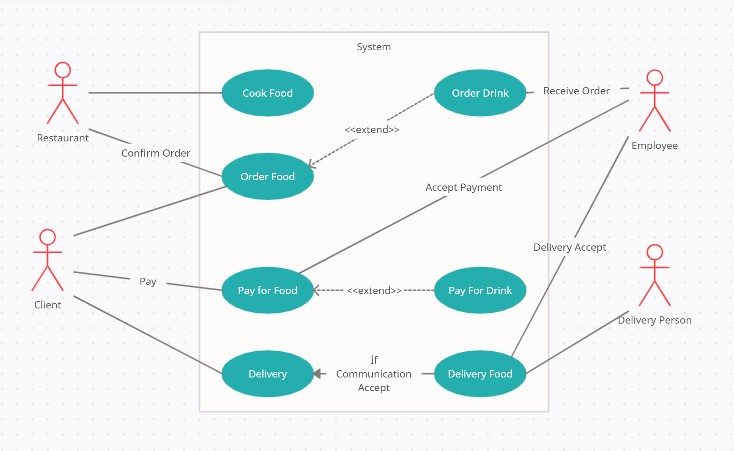 System
Cook Food
Order Drink
Receive Order
Restaurant
<<extend>>
Employee
Confirm Order
Order Food
Accept Payment
Client
Delivery Accept
Pay
Pay for Food
<<extend>>
Pay For Drink
Delivery Person
If
Communication
Accept
Delivery
Delivery Food